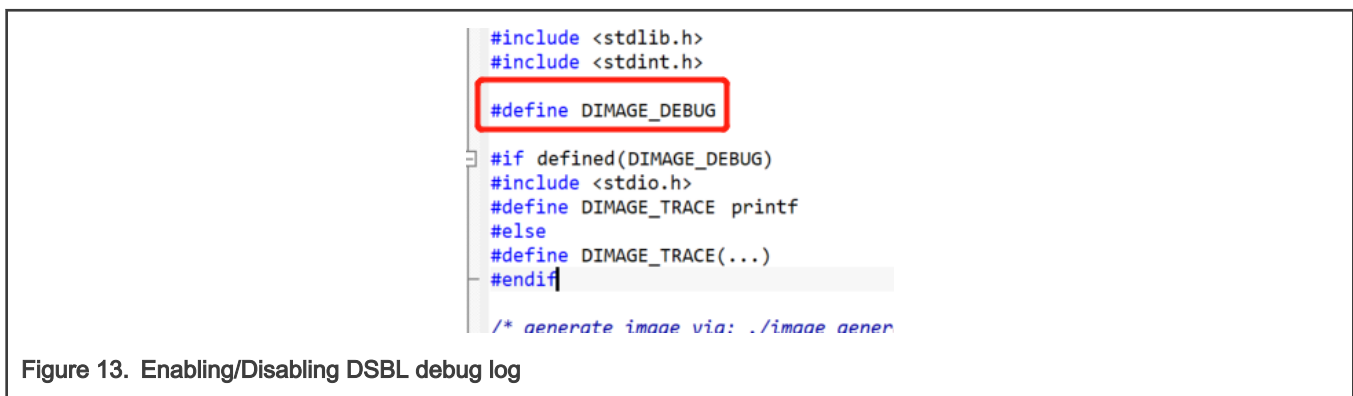 #include <stdlib.h>
#include <stdint.h>
#define DIMAGE_DEBUG
#if defined(DIMAGE_DEBUG)
#include <stdio.h>
#define DIMAGE_TRACE printf
#else
#define DIMAGE_TRACE(...)
#endif
/* generate image via: ./image gener
Figure 13. Enabling/Disabling DSBL debug log